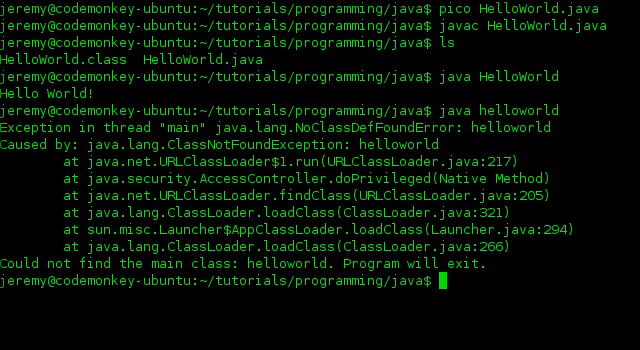 jeremy@codemonkey-ubuntu:~/tutorials/programming/java$ pico HelloWorld.java
jeremy@codemonkey-ubuntu:~/tutorials/programming/java$ javac HelloWorld.java
jeremy@codemonkey-ubuntu:~/tutorials/programming/java$ ls
HelloWorld.class  HelloWorld.java
jeremy@codemonkey-ubuntu:~/tutorials/programming/java$ java HelloWorld
Hello World!
jeremy@codemonkey-ubuntu:~/tutorials/programming/java$ java helloworld
Exception in thread "main" java.lang.NoClassDefFoundError: helloworld
Caused by: java.lang.ClassNotFoundException: helloworld
        at java.net.URLClassLoader$1.run(URLClassLoader.java:217)
        at java.security.AccessController.doPrivileged(Native Method)
        at java.net.URLClassLoader.findClass(URLClassLoader.java:205)
        at java.lang.ClassLoader.loadClass(ClassLoader.java:321)
        at sun.misc.Launcher$AppClassLoader.loadClass(Launcher.java:294)
        at java.lang.ClassLoader.loadClass(ClassLoader.java:266)
Could not find the main class: helloworld. Program will exit.
jeremy@codemonkey-ubuntu:~/tutorials/programming/java$